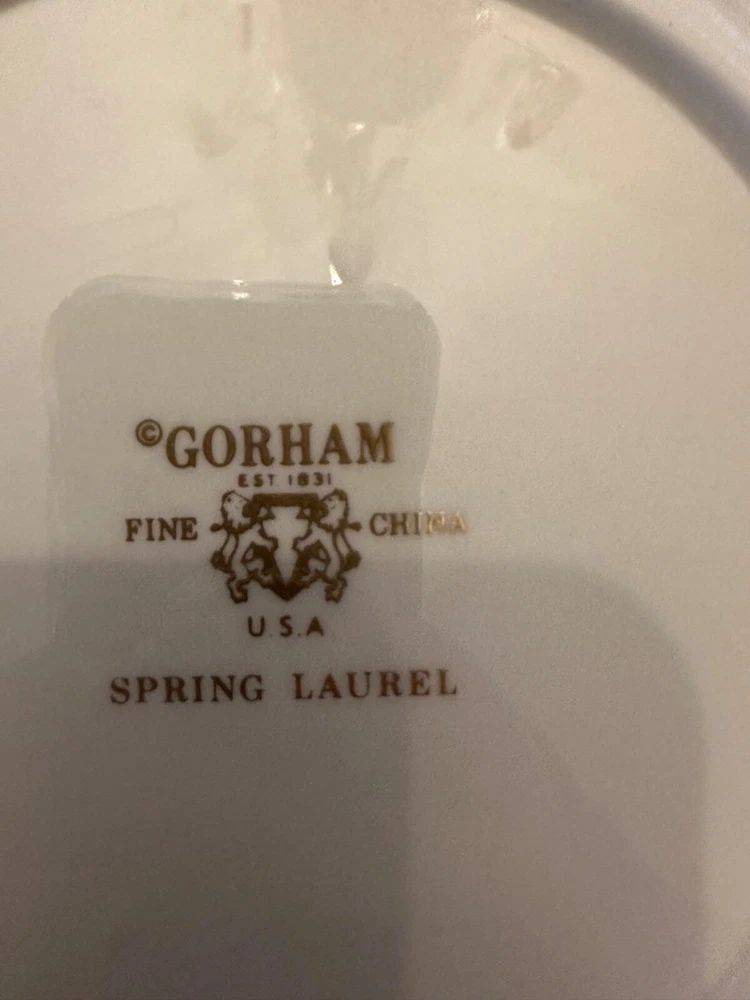 ©GORHAM
EST 1831
FINE CHINA
U.S.A
SPRING LAUREL